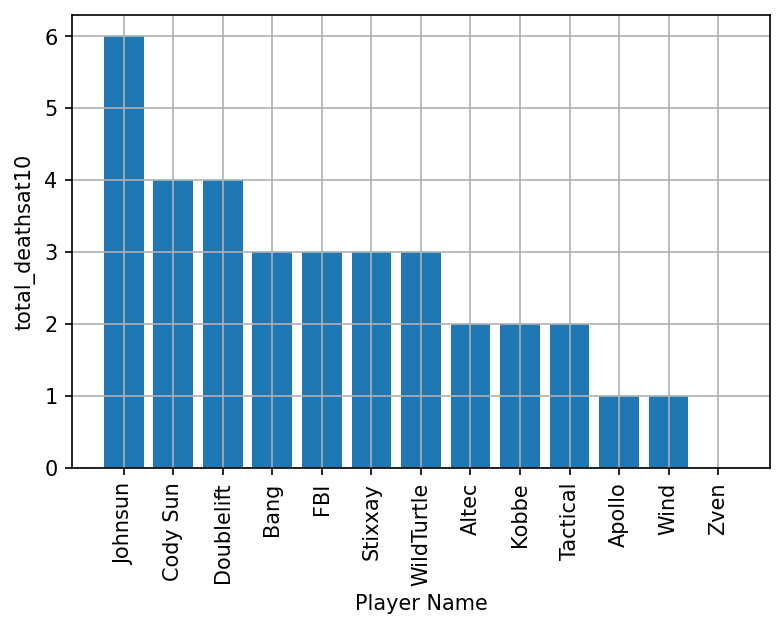 total_deathsat10
6
5
4
3
2
1
0
Johnsun
Cody Sun
Doublelift
Bang
FBI
Stixxay
WildTurtle
Altec
Kobbe
Tactical
Apollo
Wind
Zven
Player Name